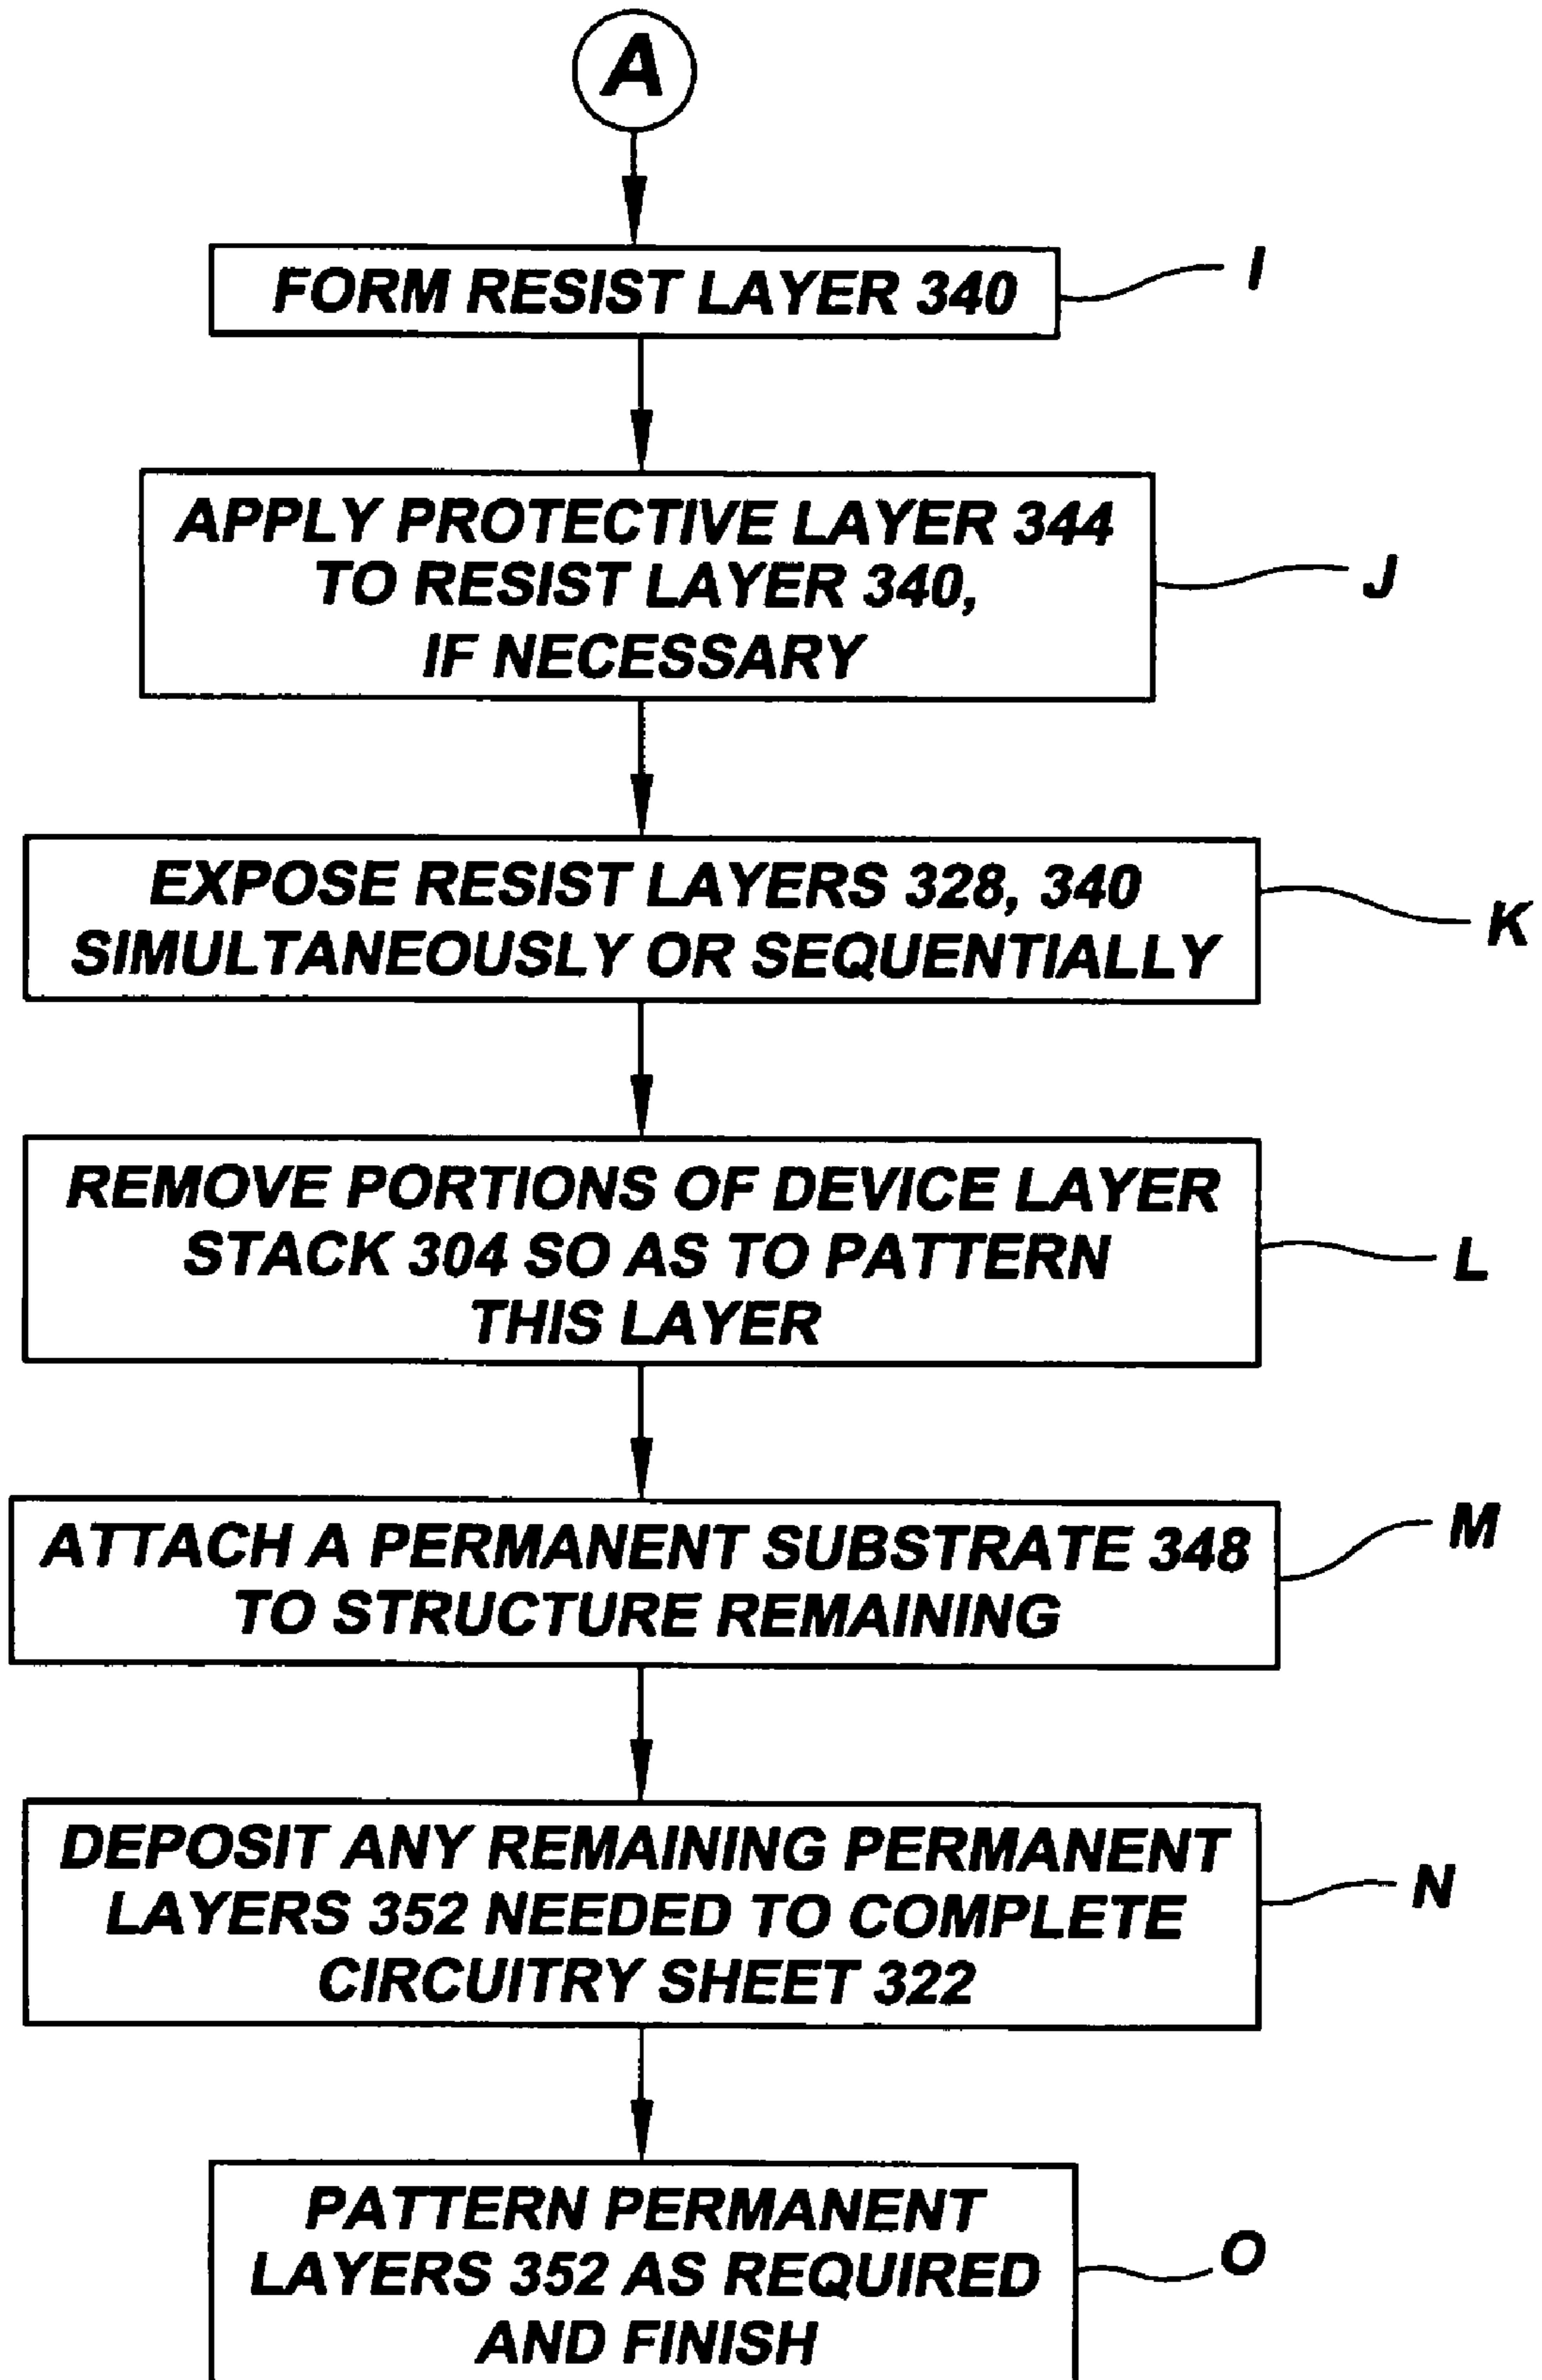 A
FORM RESIST LAYER 340
I
APPLY PROTECTIVE LAYER 344
TO RESIST LAYER 340,
IF NECESSARY
J
EXPOSE RESIST LAYERS 328, 340
SIMULTANEOUSLY OR SEQUENTIALLY
K
REMOVE PORTIONS OF DEVICE LAYER
STACK 304 SO AS TO PATTERN
THIS LAYER
L
ATTACH A PERMANENT SUBSTRATE 348
TO STRUCTURE REMAINING
M
DEPOSIT ANY REMAINING PERMANENT
LAYERS 352 NEEDED TO COMPLETE
CIRCUITRY SHEET 322
N
PATTERN PERMANENT
LAYERS 352 AS REQUIRED
AND FINISH
O